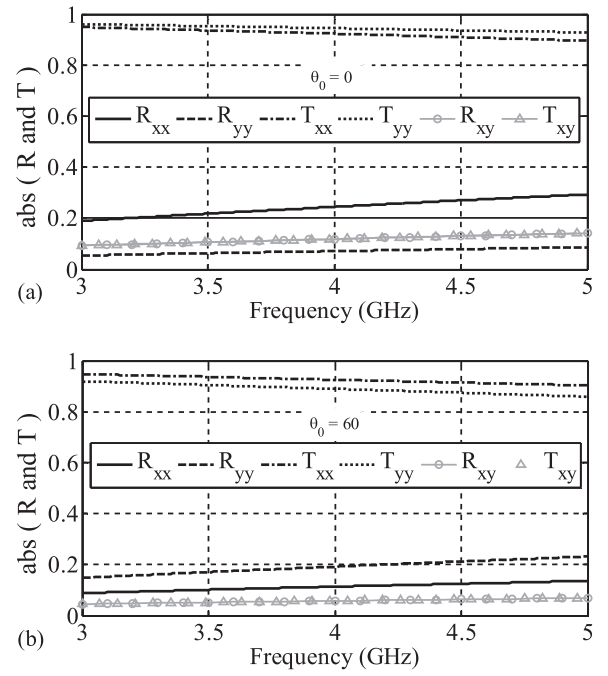 1
0.8
0.6
0.4
0.2
0
abs ( R and T )
θ0 = 0
Rxx Ryy Txx Tyy Rxy Txy
3 3.5 4 4.5 5
(a)
Frequency (GHz)
1
0.8
0.6
0.4
0.2
0
abs ( R and T )
θ0 = 60
Rxx Ryy Txx Tyy Rxy Txy
3 3.5 4 4.5 5
(b)
Frequency (GHz)